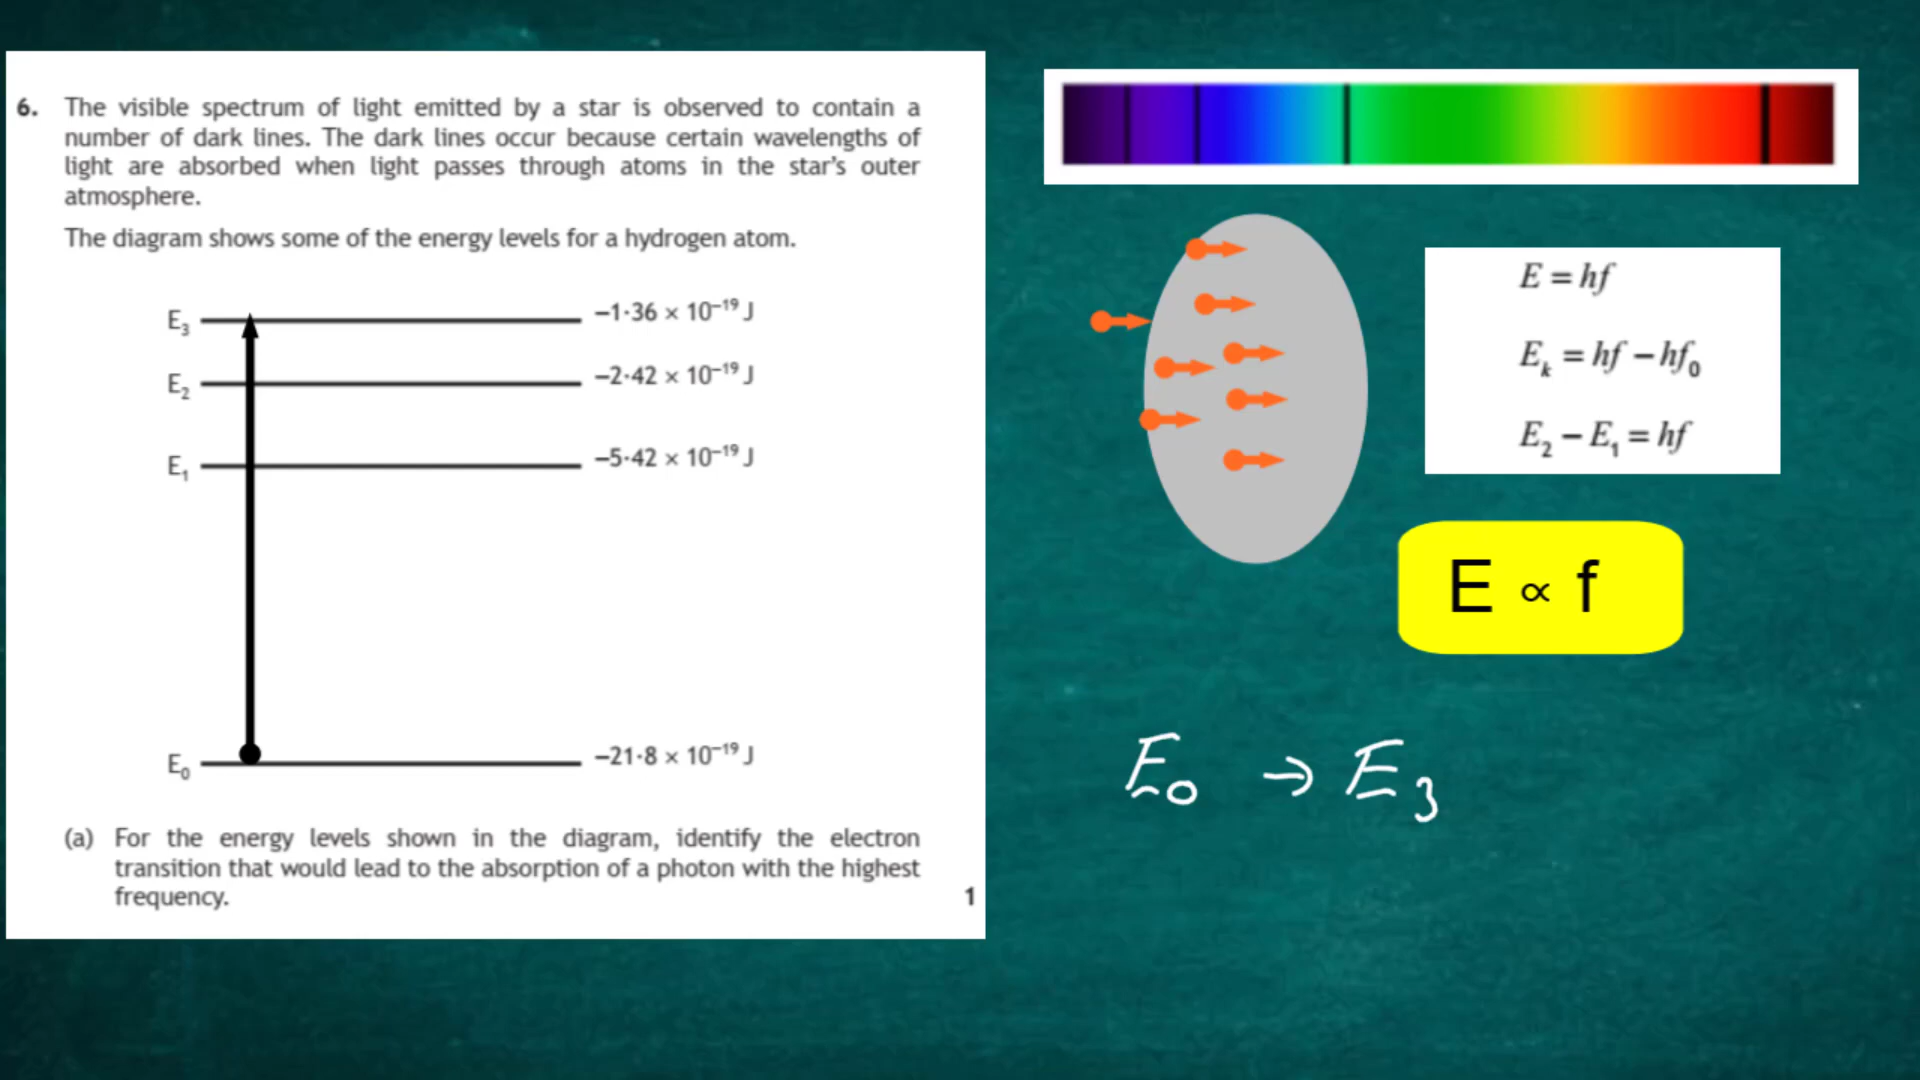 6. The visible spectrum of light emitted by a star is observed to contain a
number of dark lines. The dark lines occur because certain wavelengths of
light are absorbed when light passes through atoms in the star's outer
atmosphere.
The diagram shows some of the energy levels for a hydrogen atom.
E₃ −1·36 × 10⁻¹⁹ J
E₂ −2·42 × 10⁻¹⁹ J
E₁ −5·42 × 10⁻¹⁹ J
E₀ −21·8 × 10⁻¹⁹ J
(a) For the energy levels shown in the diagram, identify the electron
transition that would lead to the absorption of a photon with the highest
frequency. 1
E = hf
Eₖ = hf − hf₀
E₂ − E₁ = hf
E ∝ f
E₀ → E₃